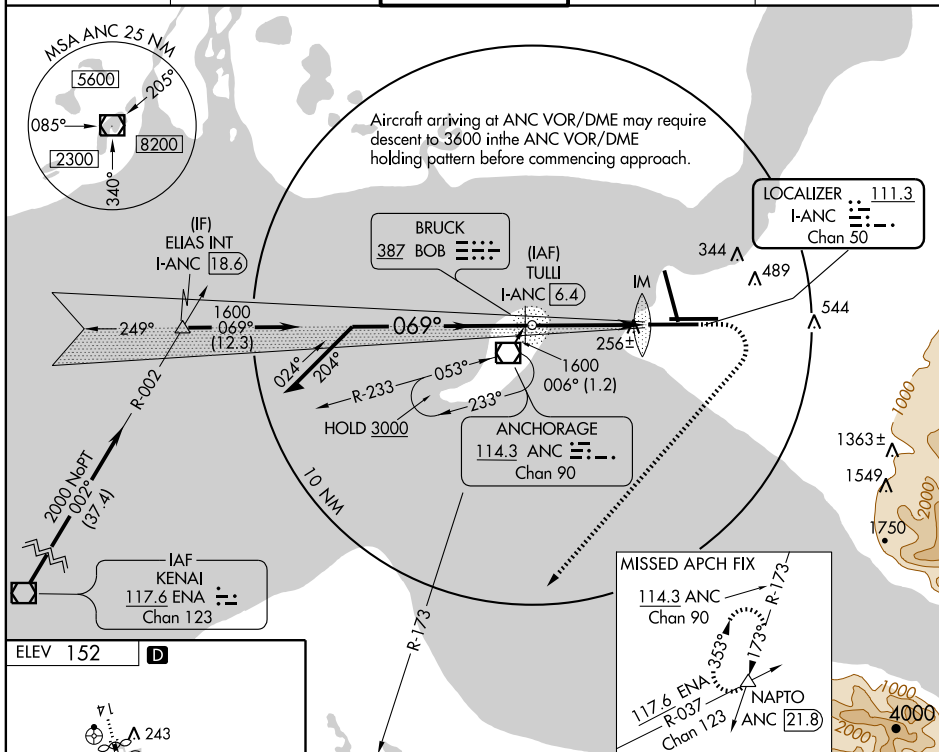 MSA ANC 25 NM
5600
205°
085°
8200
2300
340°
Aircraft arriving at ANC VOR/DME may require
descent to 3600 inthe ANC VOR/DME
holding pattern before commencing approach.
LOCALIZER 111.3
I-ANC
Chan 50
(IF)
ELIAS INT
I-ANC 18.6
BRUCK
387 BOB
(IAF)
TULLI
I-ANC 6.4
IM
344
489
544
249°
1600
069°
(12.3)
069°
256±
024°
204°
R-233
053°
233°
1600
006° (1.2)
HOLD 3000
R-002
ANCHORAGE
114.3 ANC
Chan 90
10 NM
2000 NoPT
002°
(37.4)
1000
1363±
1549
2000
1750
IAF
KENAI
117.6 ENA
Chan 123
R-173
MISSED APCH FIX
114.3 ANC
Chan 90
R-173
353°
173°
117.6 ENA
R-037
Chan 123
NAPTO
ANC 21.8
1000
2000
4000
ELEV 152 D
14
243